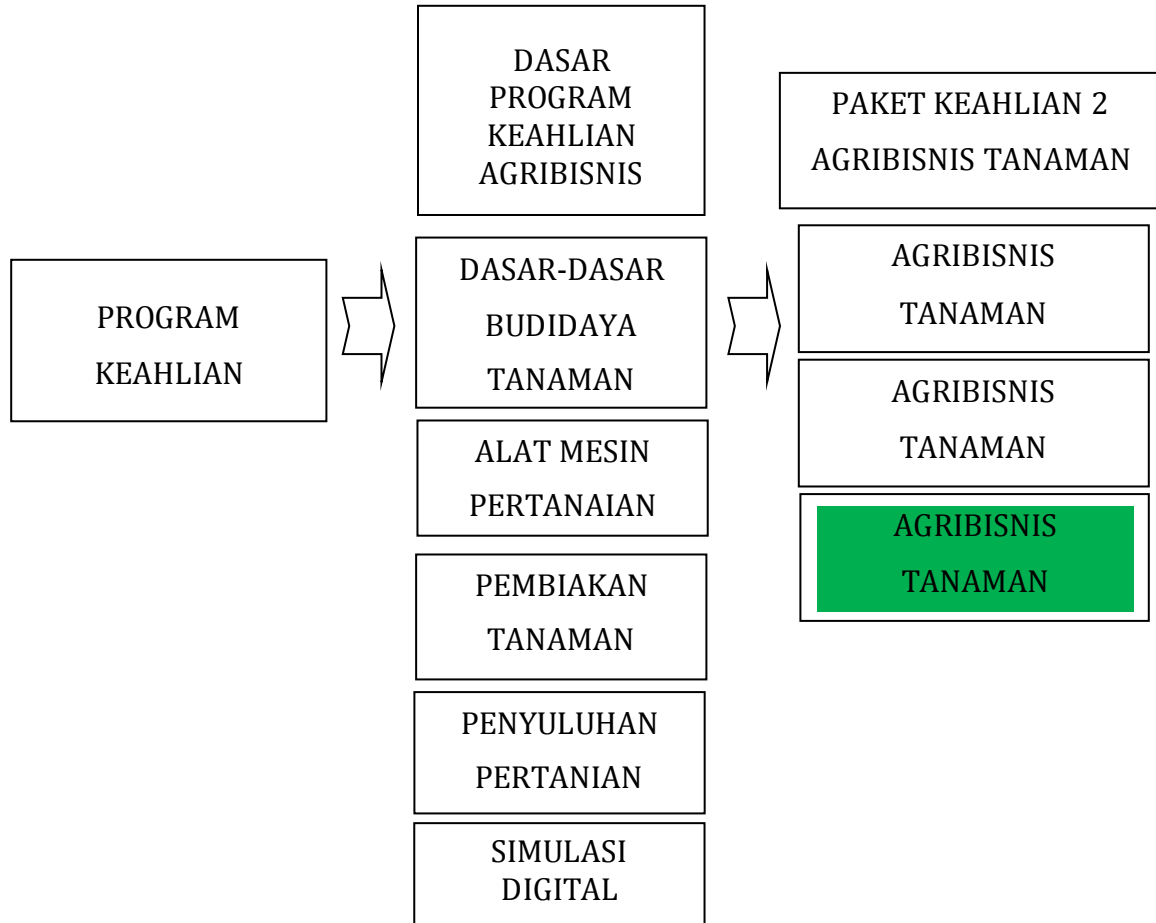 PROGRAM
KEAHLIAN
DASAR
PROGRAM
KEAHLIAN
AGRIBISNIS
DASAR-DASAR
BUDIDAYA
TANAMAN
ALAT MESIN
PERTANAIAN
PEMBIAKAN
TANAMAN
PENYULUHAN
PERTANIAN
SIMULASI
DIGITAL
PAKET KEAHLIAN 2
AGRIBISNIS TANAMAN
AGRIBISNIS
TANAMAN
AGRIBISNIS
TANAMAN
AGRIBISNIS
TANAMAN